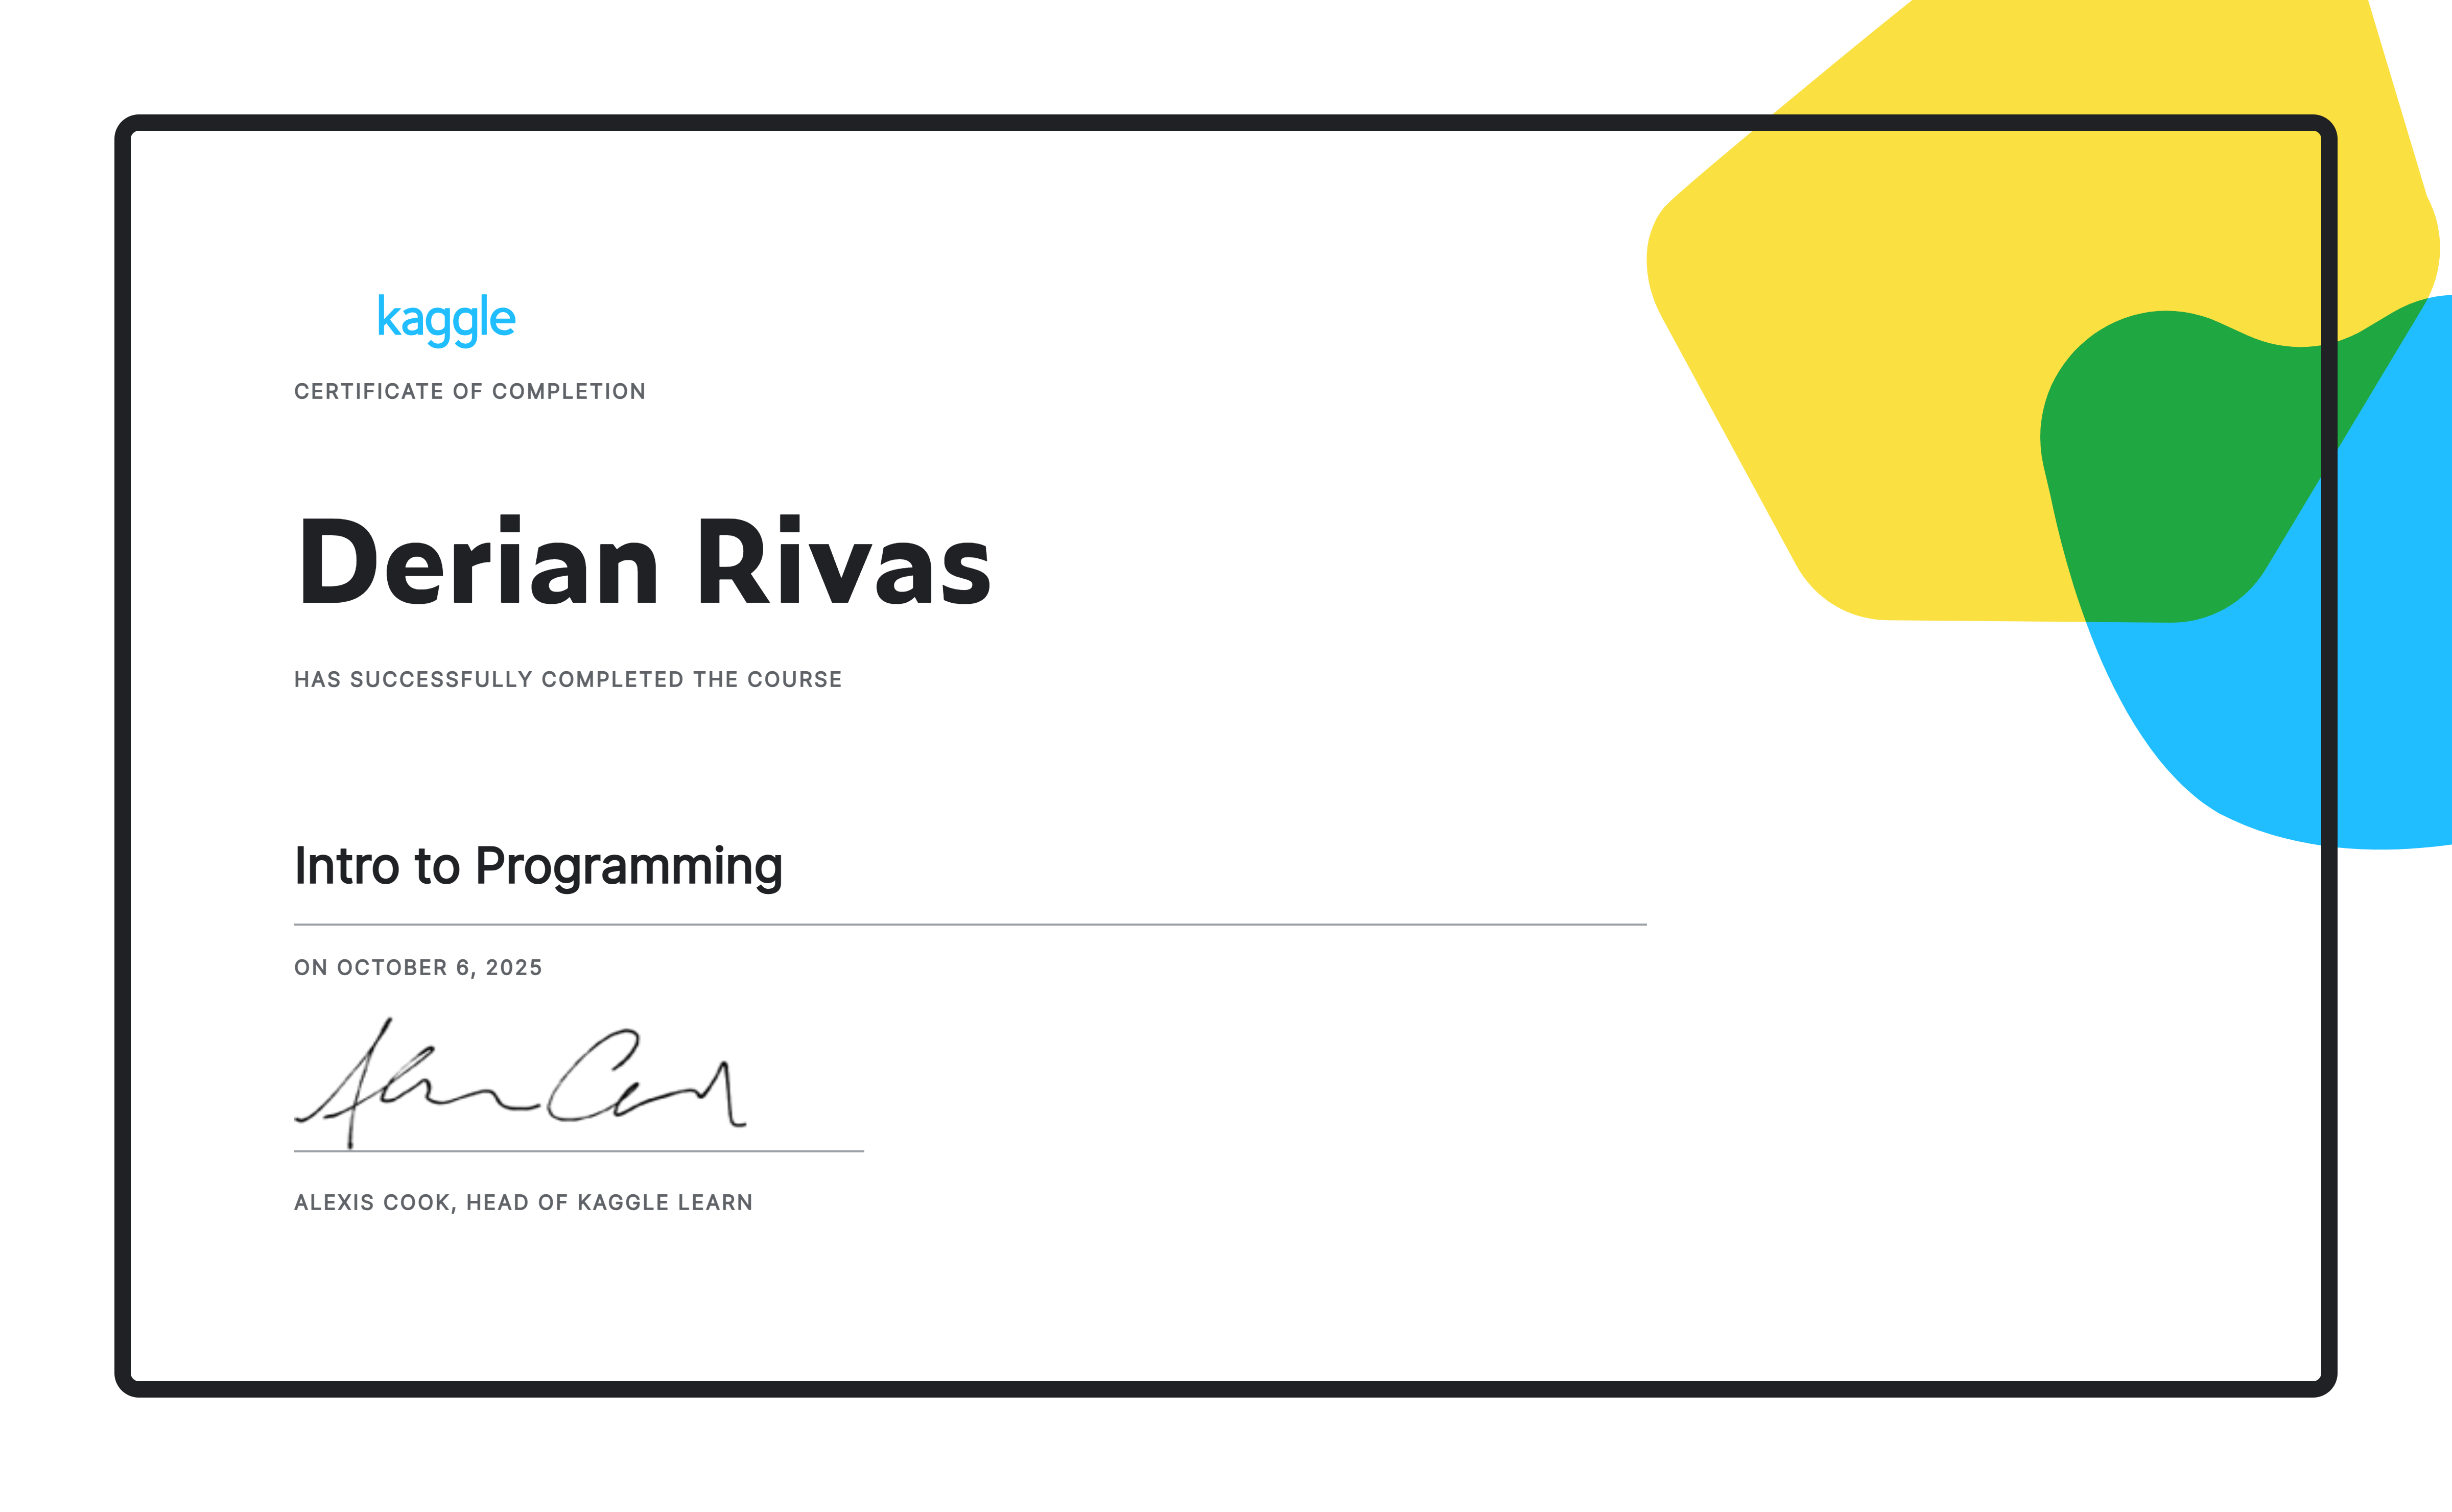 kaggle
CERTIFICATE OF COMPLETION
Derian Rivas
HAS SUCCESSFULLY COMPLETED THE COURSE
Intro to Programming
ON OCTOBER 6, 2025
ALEXIS COOK, HEAD OF KAGGLE LEARN